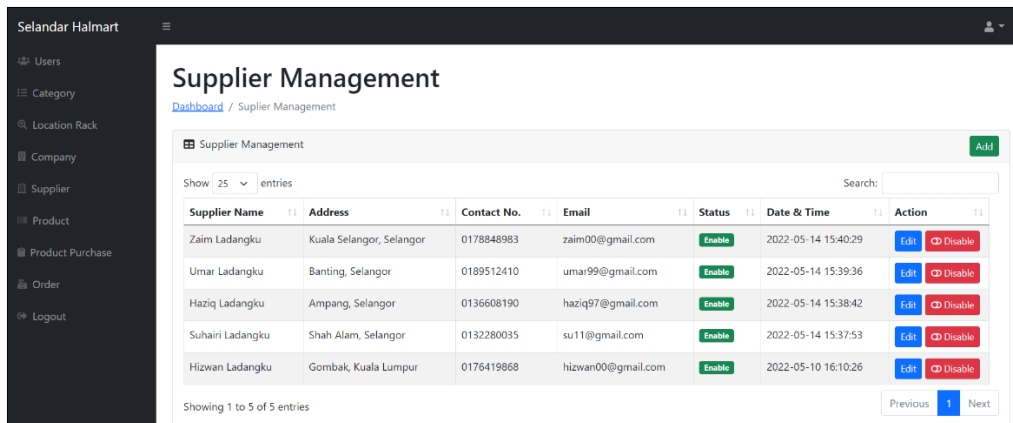 Selandar Halmart
Users
Category
Location Rack
Company
Supplier
Product
Product Purchase
Order
Logout
Supplier Management
Dashboard / Suplier Management
Supplier Management Add
Show 25 entries Search:
Supplier Name Address Contact No. Email Status Date & Time Action
Zaim Ladangku Kuala Selangor, Selangor 0178848983 zaim00@gmail.com Enable 2022-05-14 15:40:29 Edit Disable
Umar Ladangku Banting, Selangor 0189512410 umar99@gmail.com Enable 2022-05-14 15:39:36 Edit Disable
Haziq Ladangku Ampang, Selangor 0136608190 haziq97@gmail.com Enable 2022-05-14 15:38:42 Edit Disable
Suhairi Ladangku Shah Alam, Selangor 0132280035 su11@gmail.com Enable 2022-05-14 15:37:53 Edit Disable
Hizwan Ladangku Gombak, Kuala Lumpur 0176419868 hizwan00@gmail.com Enable 2022-05-10 16:10:26 Edit Disable
Showing 1 to 5 of 5 entries Previous 1 Next